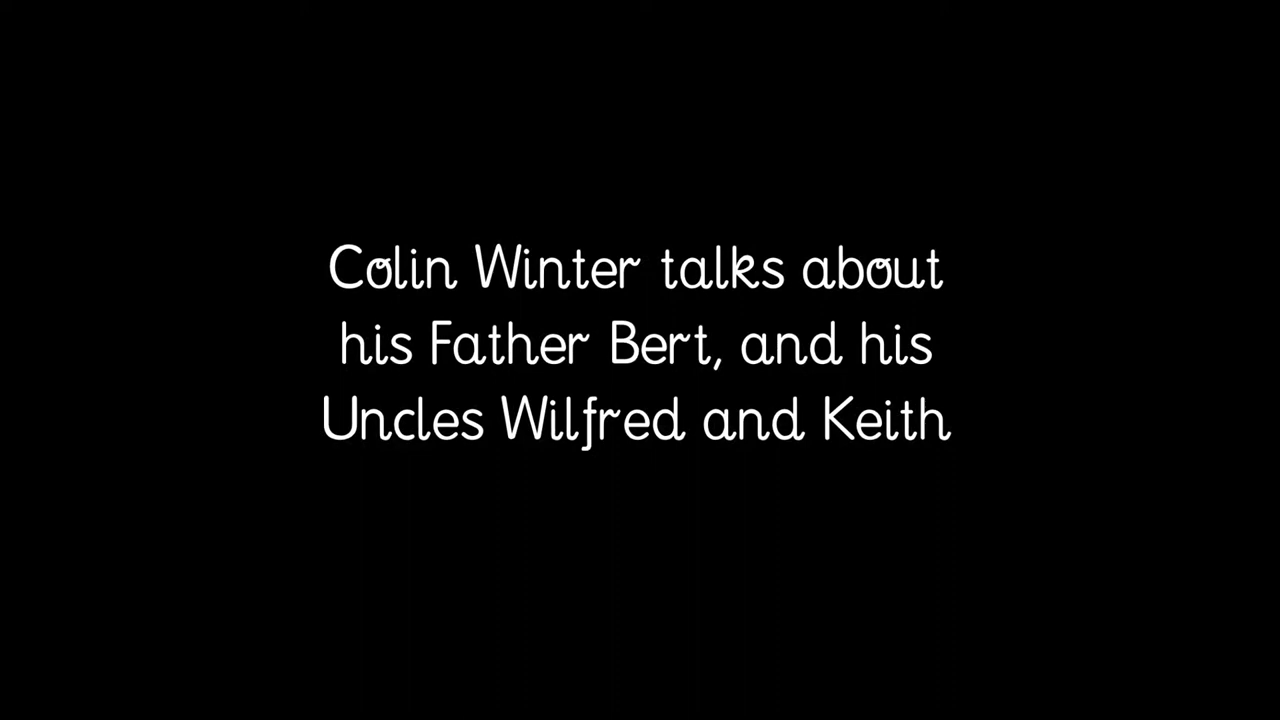 Colin Winter talks about
his Father Bert, and his
Uncles Wilfred and Keith